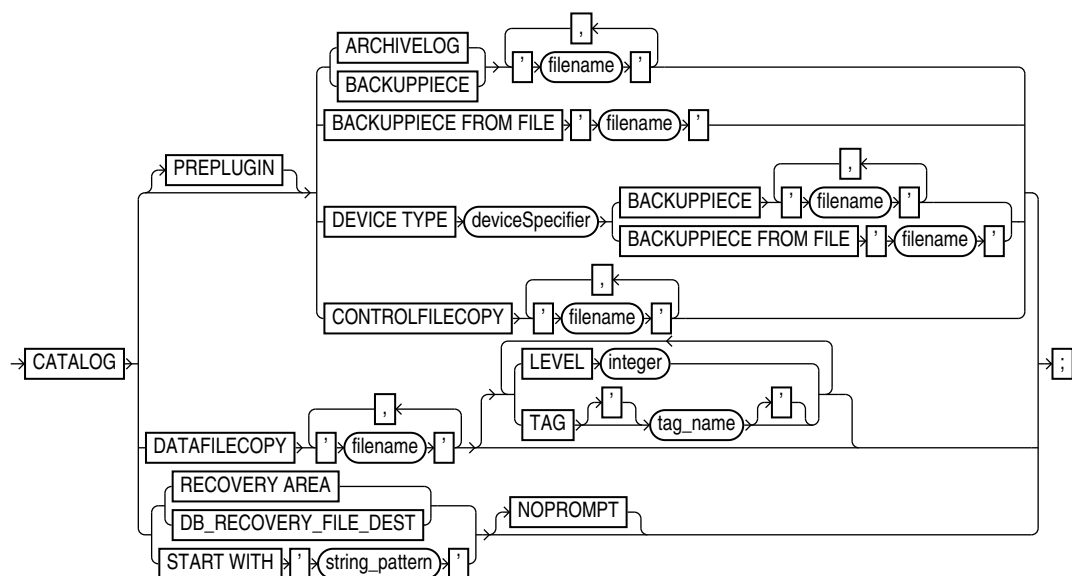 ,
ARCHIVELOG
BACKUPPIECE
' filename '
BACKUPPIECE FROM FILE ' filename '
PREPLUGIN
,
DEVICE TYPE deviceSpecifier
BACKUPPIECE ' filename '
BACKUPPIECE FROM FILE ' filename '
,
CONTROLFILECOPY ' filename '
CATALOG
;
LEVEL integer
,
TAG ' tag_name '
DATAFILECOPY ' filename '
RECOVERY AREA
DB_RECOVERY_FILE_DEST
NOPROMPT
START WITH ' string_pattern '